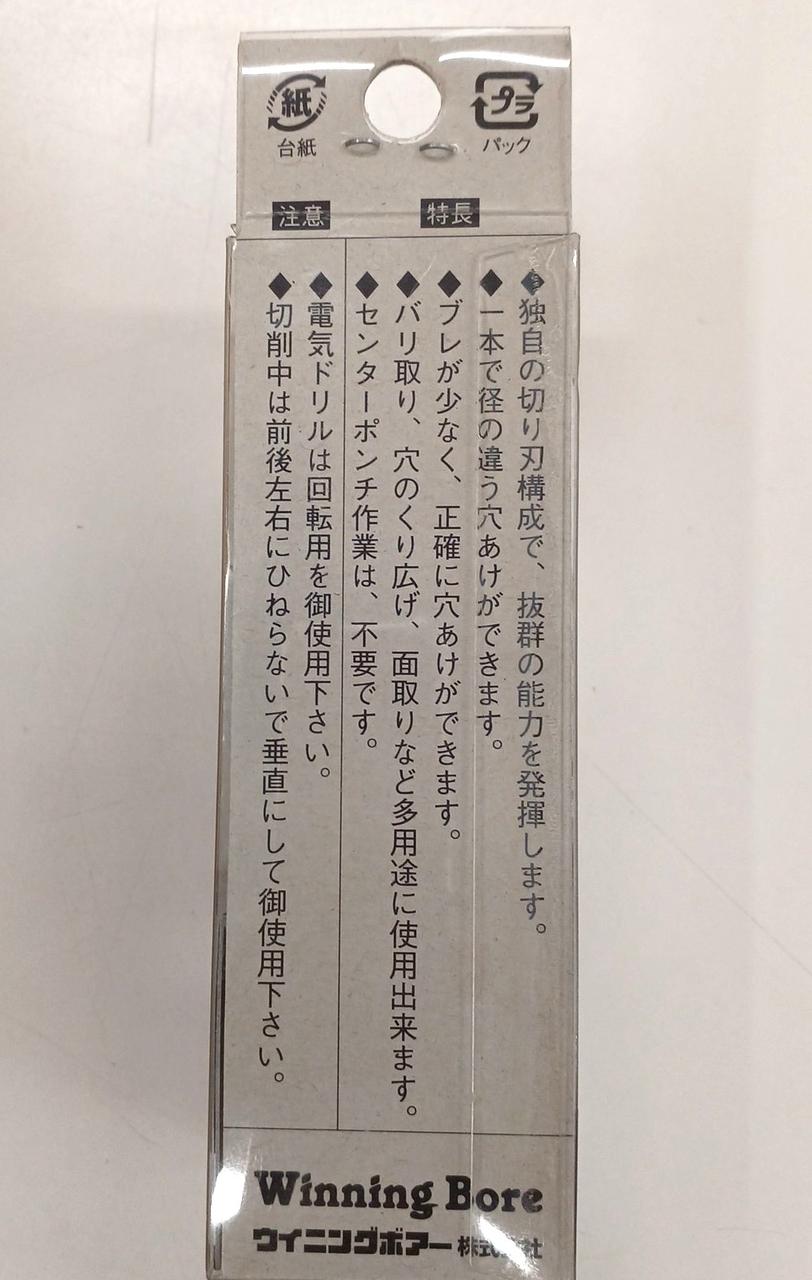 紙
台紙
プラ
パック
特長
◆独自の切り刃構成で、抜群の能力を発揮します。
◆一本で径の違う穴あけができます。
◆ブレが少なく、正確に穴あけができます。
◆バリ取り、穴のくり広げ、面取りなど多用途に使用出来ます。
◆センターポンチ作業は、不要です。
注意
◆電気ドリルは回転用を御使用下さい。
◆切削中は前後左右にひねらないで垂直にして御使用下さい。
Winning Bore
ウイニングボアー株式会社